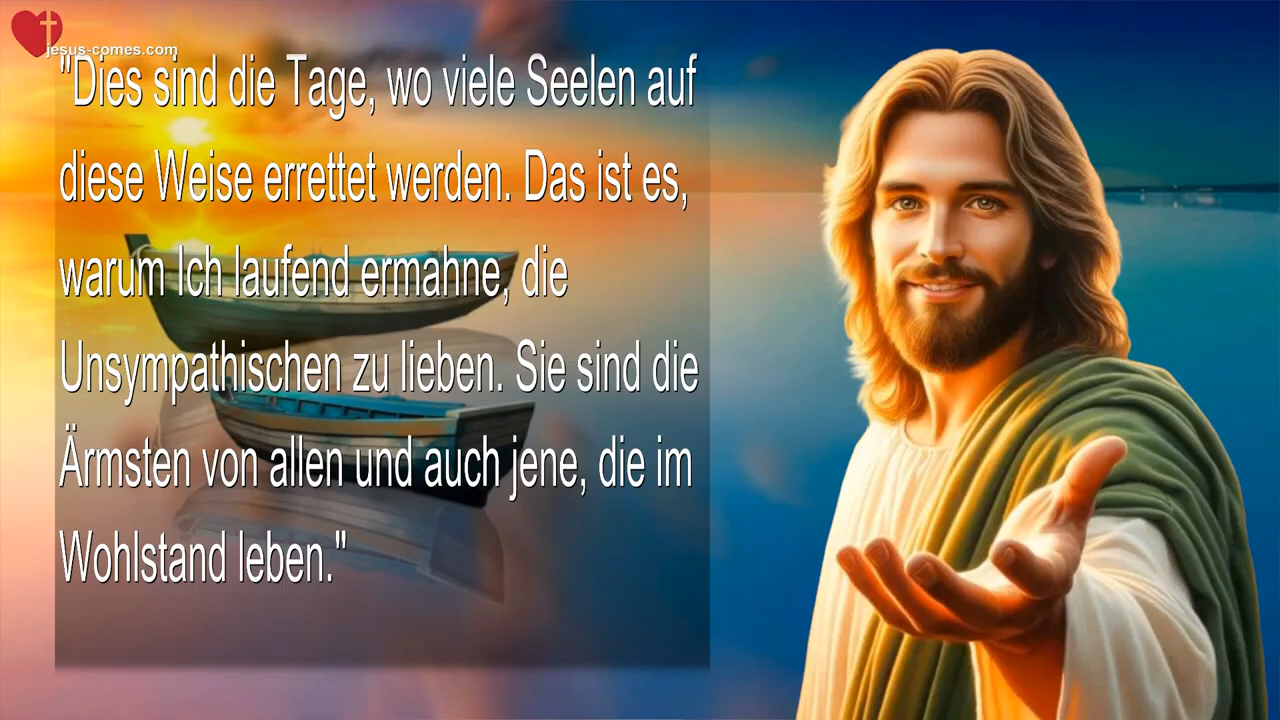 jesus-comes.com
"Dies sind die Tage, wo viele Seelen auf
diese Weise errettet werden. Das ist es,
warum Ich laufend ermahne, die
Unsympathischen zu lieben. Sie sind die
Ärmsten von allen und auch jene, die im
Wohlstand leben."